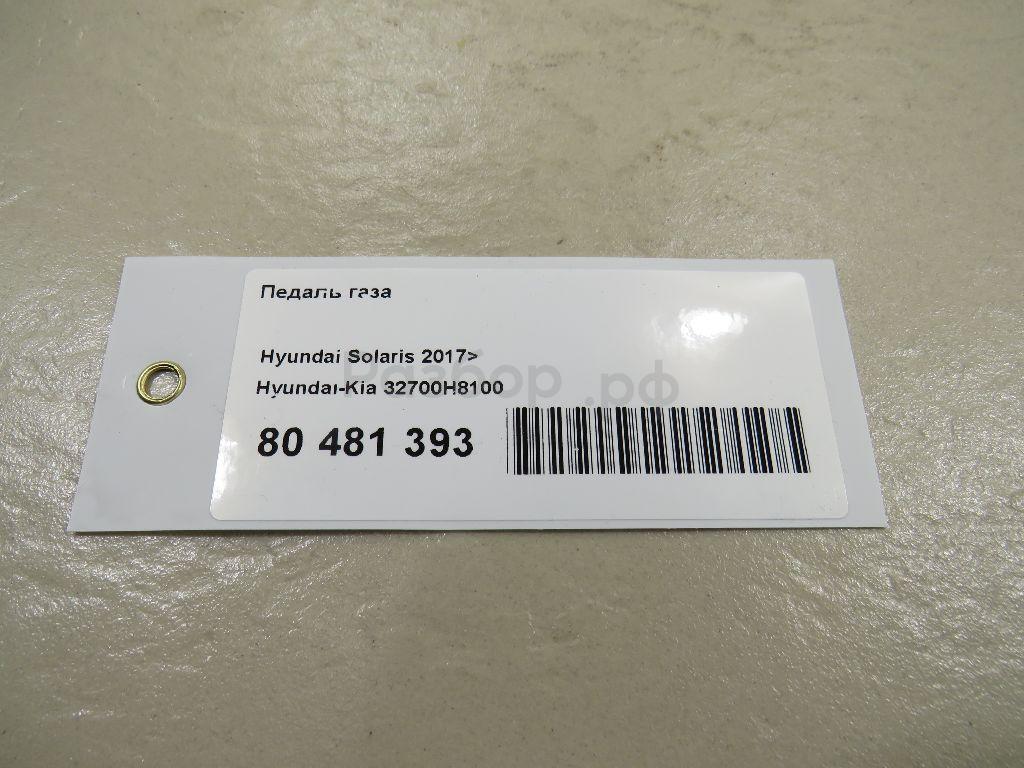 Педаль газа
Hyundai Solaris 2017>
Разбор.рф
Hyundai-Kia 32700H8100
80 481 393